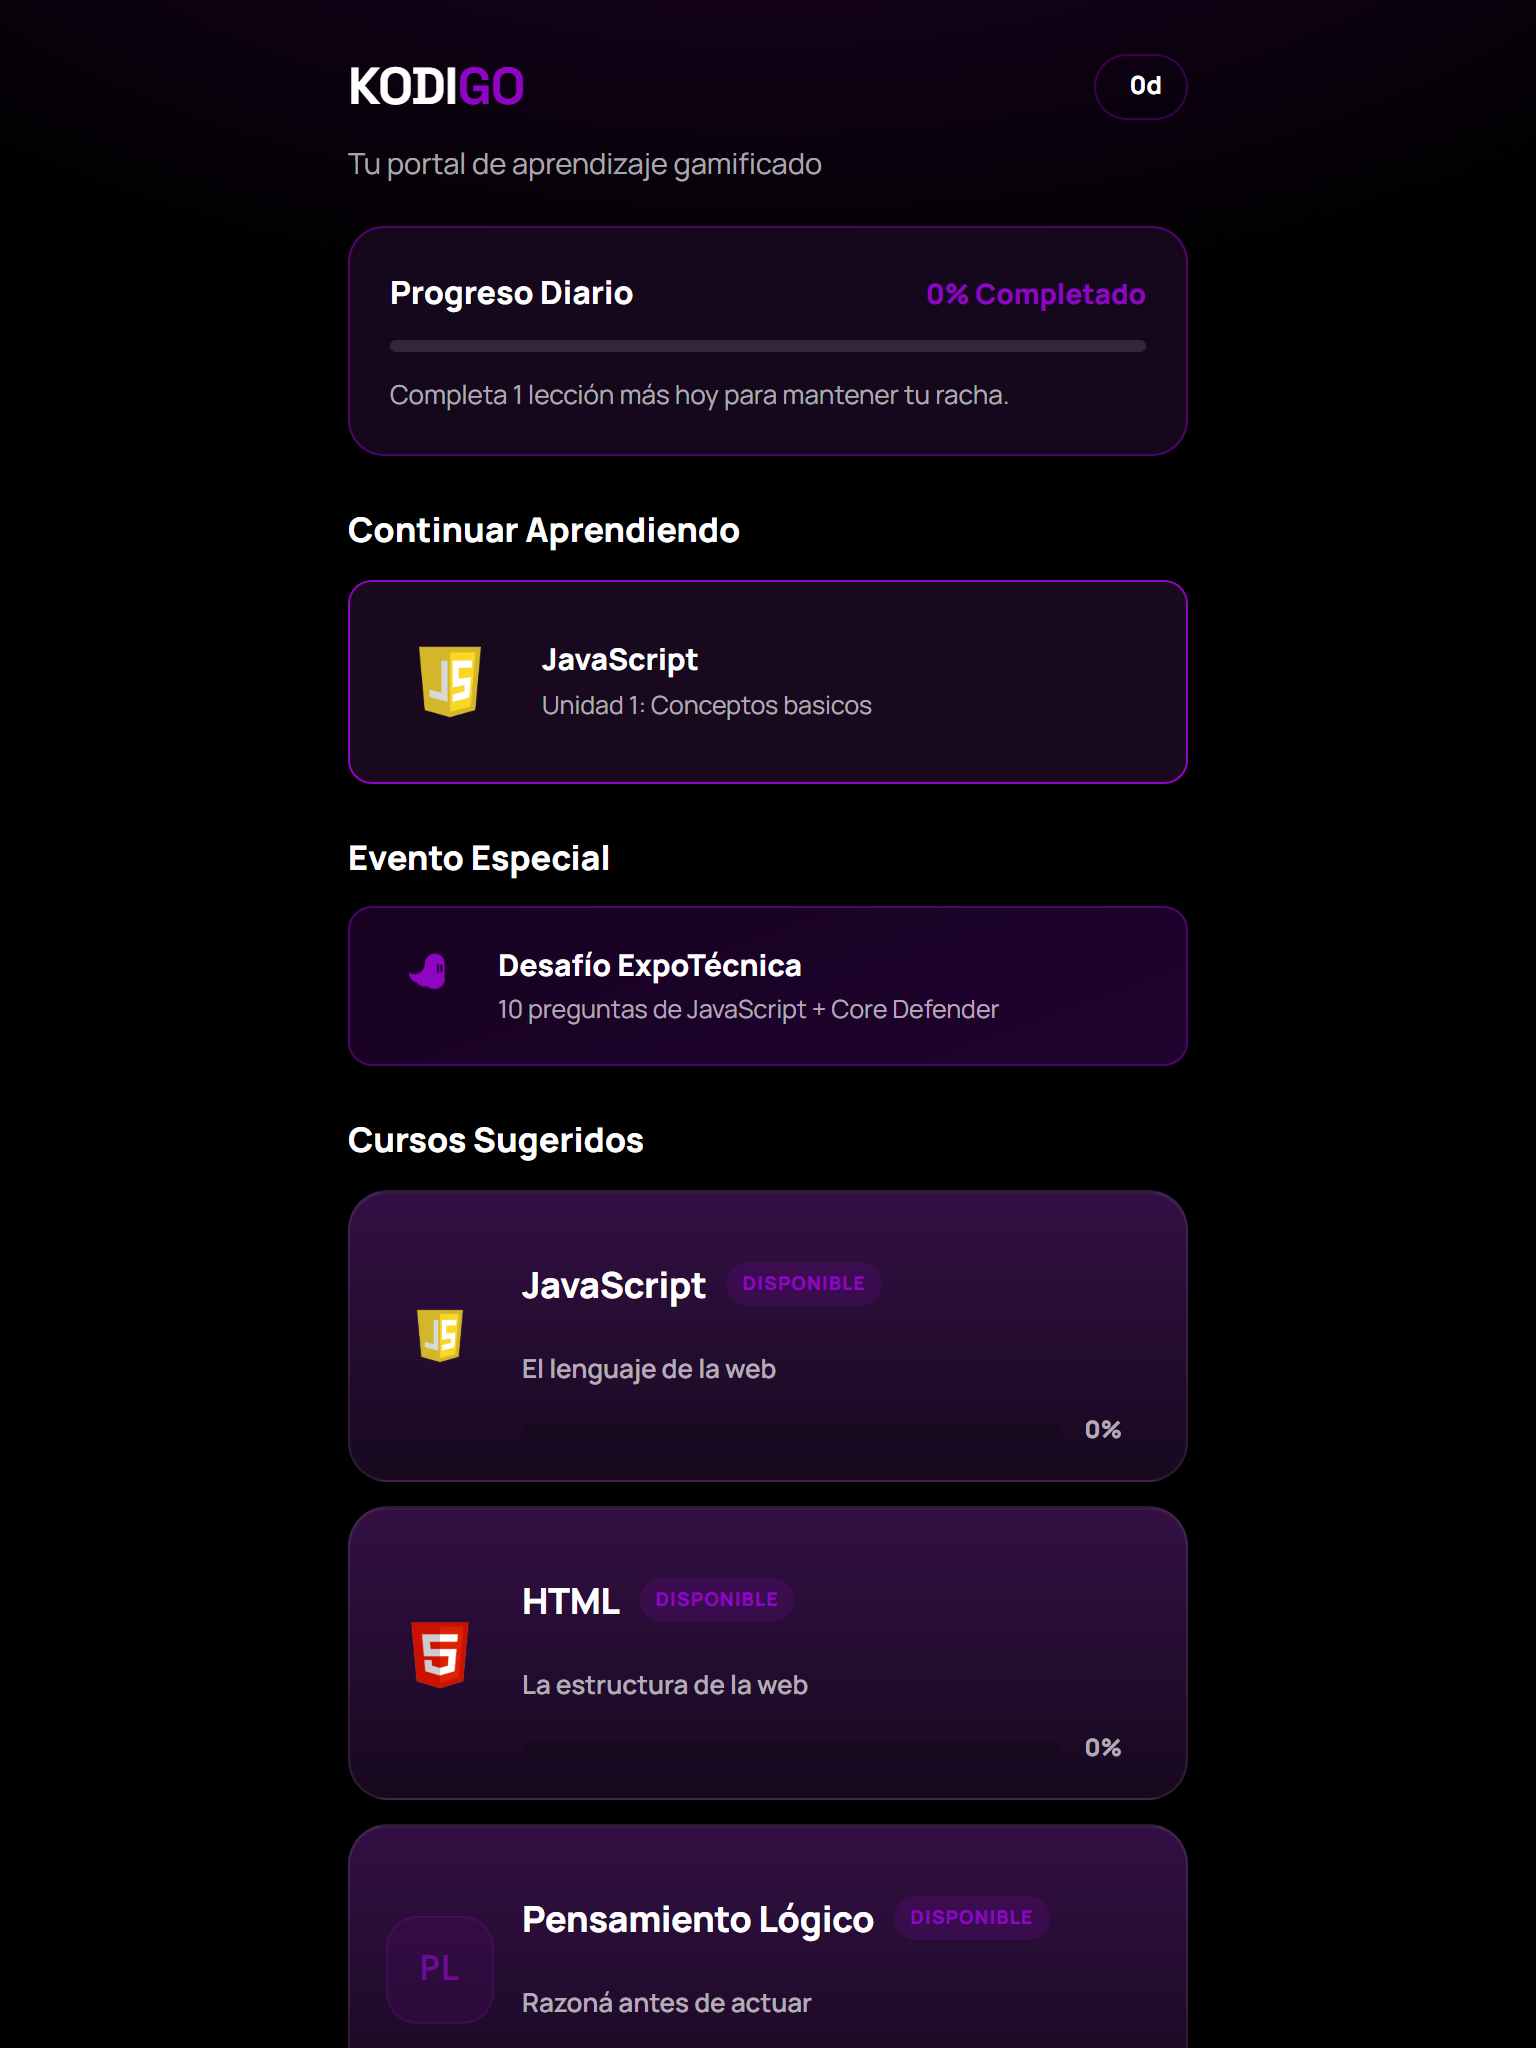 KODIGO
0d
Tu portal de aprendizaje gamificado
Progreso Diario
0% Completado
Completa 1 lección más hoy para mantener tu racha.
Continuar Aprendiendo
JS
JavaScript
Unidad 1: Conceptos basicos
Evento Especial
Desafío ExpoTécnica
10 preguntas de JavaScript + Core Defender
Cursos Sugeridos
JS
JavaScript
DISPONIBLE
El lenguaje de la web
0%
5
HTML
DISPONIBLE
La estructura de la web
0%
PL
Pensamiento Lógico
DISPONIBLE
Razoná antes de actuar